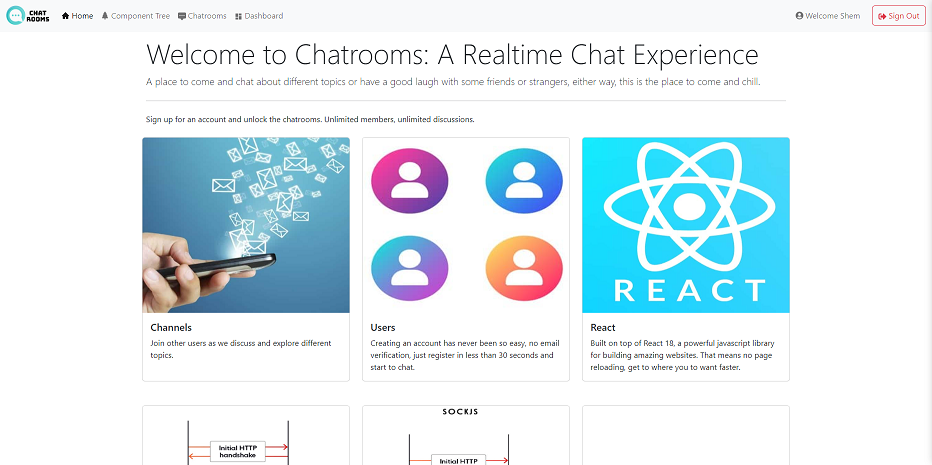 CHAT
ROOMS
Home
Component Tree
Chatrooms
Dashboard
Welcome Shem
Sign Out
Welcome to Chatrooms: A Realtime Chat Experience
A place to come and chat about different topics or have a good laugh with some friends or strangers, either way, this is the place to come and chill.
Sign up for an account and unlock the chatrooms. Unlimited members, unlimited discussions.
REACT
Channels
Join other users as we discuss and explore different
topics.
Users
Creating an account has never been so easy, no email
verification, just register in less than 30 seconds and
start to chat.
React
Built on top of React 18, a powerful javascript library
for building amazing websites. That means no page
reloading, get to where you to want faster.
Initial HTTP
handshake
SOCKJS
Initial HTTP